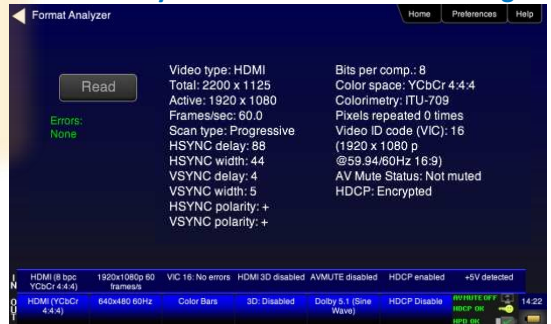 Format Analyzer
Home Preferences Help
Read
Errors:
None
Video type: HDMI
Total: 2200 x 1125
Active: 1920 x 1080
Frames/sec: 60.0
Scan type: Progressive
HSYNC delay: 88
HSYNC width: 44
VSYNC delay: 4
VSYNC width: 5
HSYNC polarity: +
VSYNC polarity: +
Bits per comp.: 8
Color space: YCbCr 4:4:4
Colorimetry: ITU-709
Pixels repeated 0 times
Video ID code (VIC): 16
(1920 x 1080 p
@59.94/60Hz 16:9)
AV Mute Status: Not
muted
HDCP: Encrypted
IN
HDMI (8 bpc
YCbCr 4:4:4)
1920x1080p 60
frames/s
VIC 16: No errors
HDMI 3D disabled
AVMUTE disabled
HDCP enabled
+5V detected
OUT
HDMI (YCbCr
4:4:4)
640x480 60Hz
Color Bars
3D: Disabled
Dolby 5.1 (Sine
Wave)
HDCP Disable
AVMUTE OFF
HDCP OK
HPD OK
14:22